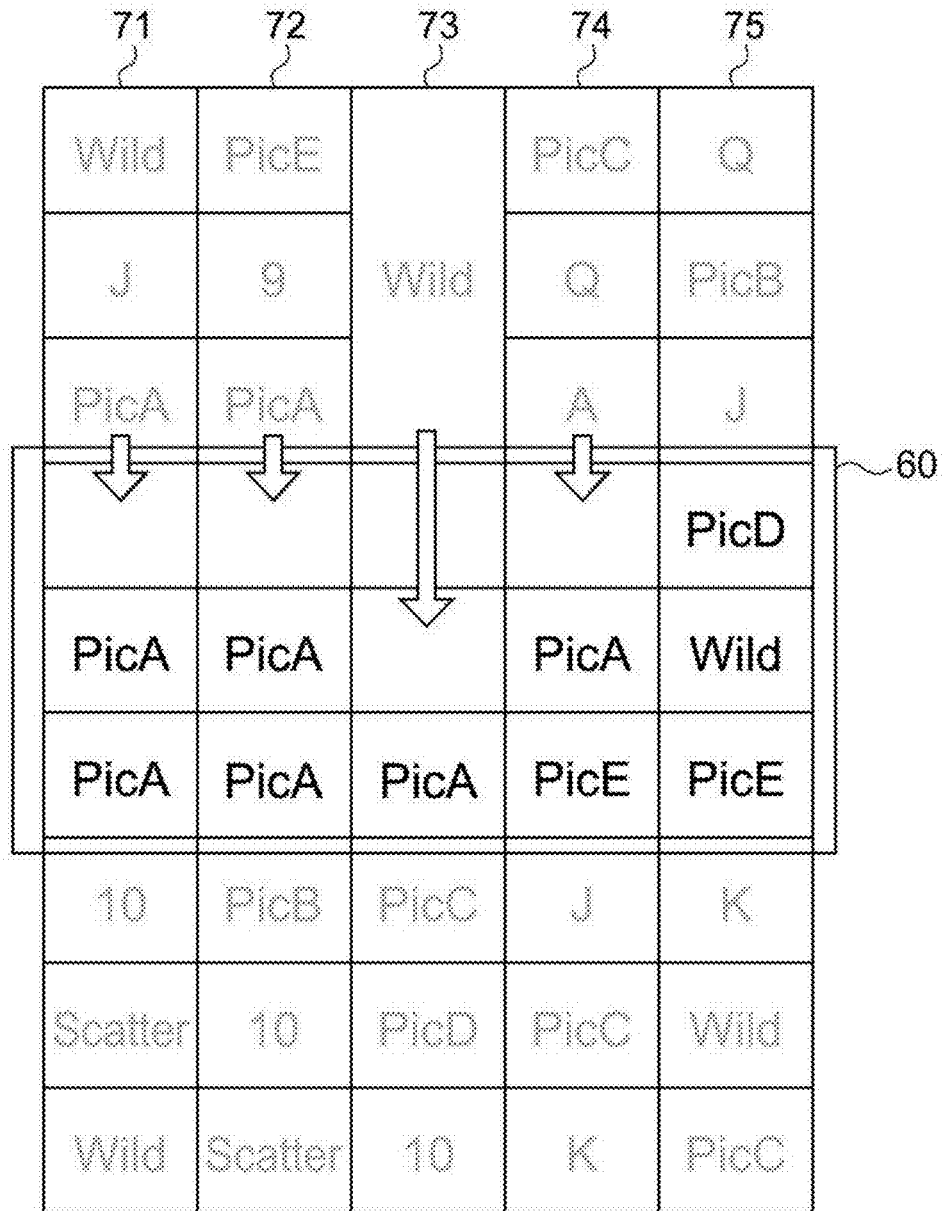 71 72 73 74 75
Wild PicE PicC Q
J 9 Wild Q PicB
PicA PicA A J
60
PicD
PicA PicA PicA Wild
PicA PicA PicA PicE PicE
10 PicB PicC J K
Scatter 10 PicD PicC Wild
Wild Scatter 10 K PicC